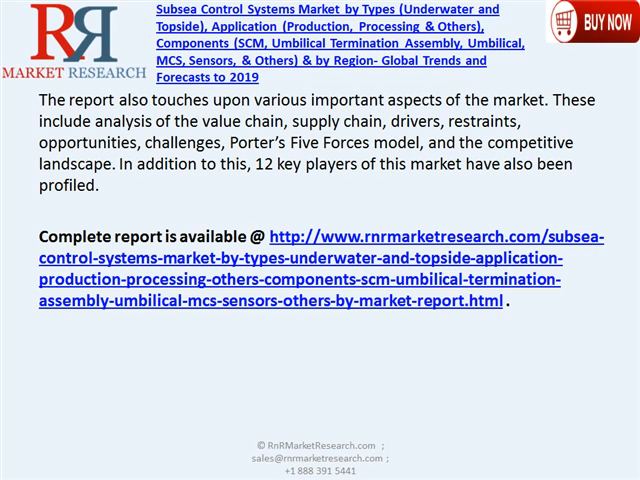 RR
MARKET RESEARCH
Subsea Control Systems Market by Types (Underwater and
Topside), Application (Production, Processing & Others),
Components (SCM, Umbilical Termination Assembly, Umbilical,
MCS, Sensors, & Others) & by Region- Global Trends and
Forecasts to 2019
BUY NOW
The report also touches upon various important aspects of the market. These
include analysis of the value chain, supply chain, drivers, restraints,
opportunities, challenges, Porter’s Five Forces model, and the competitive
landscape. In addition to this, 12 key players of this market have also been
profiled.
Complete report is available @ http://www.rnrmarketresearch.com/subsea-
control-systems-market-by-types-underwater-and-topside-application-
production-processing-others-components-scm-umbilical-termination-
assembly-umbilical-mcs-sensors-others-by-market-report.html .
© RnRMarketResearch.com ;
sales@rnrmarketresearch.com ;
+1 888 391 5441